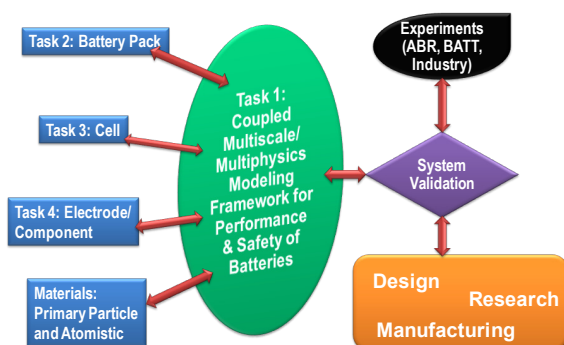 Task 2: Battery Pack
Task 3: Cell
Task 4: Electrode/
Component
Materials:
Primary Particle
and Atomistic
Task 1:
Coupled
Multiscale/
Multiphysics
Modeling
Framework for
Performance
& Safety of
Batteries
Experiments
(ABR, BATT,
Industry)
System
Validation
Design
Research
Manufacturing